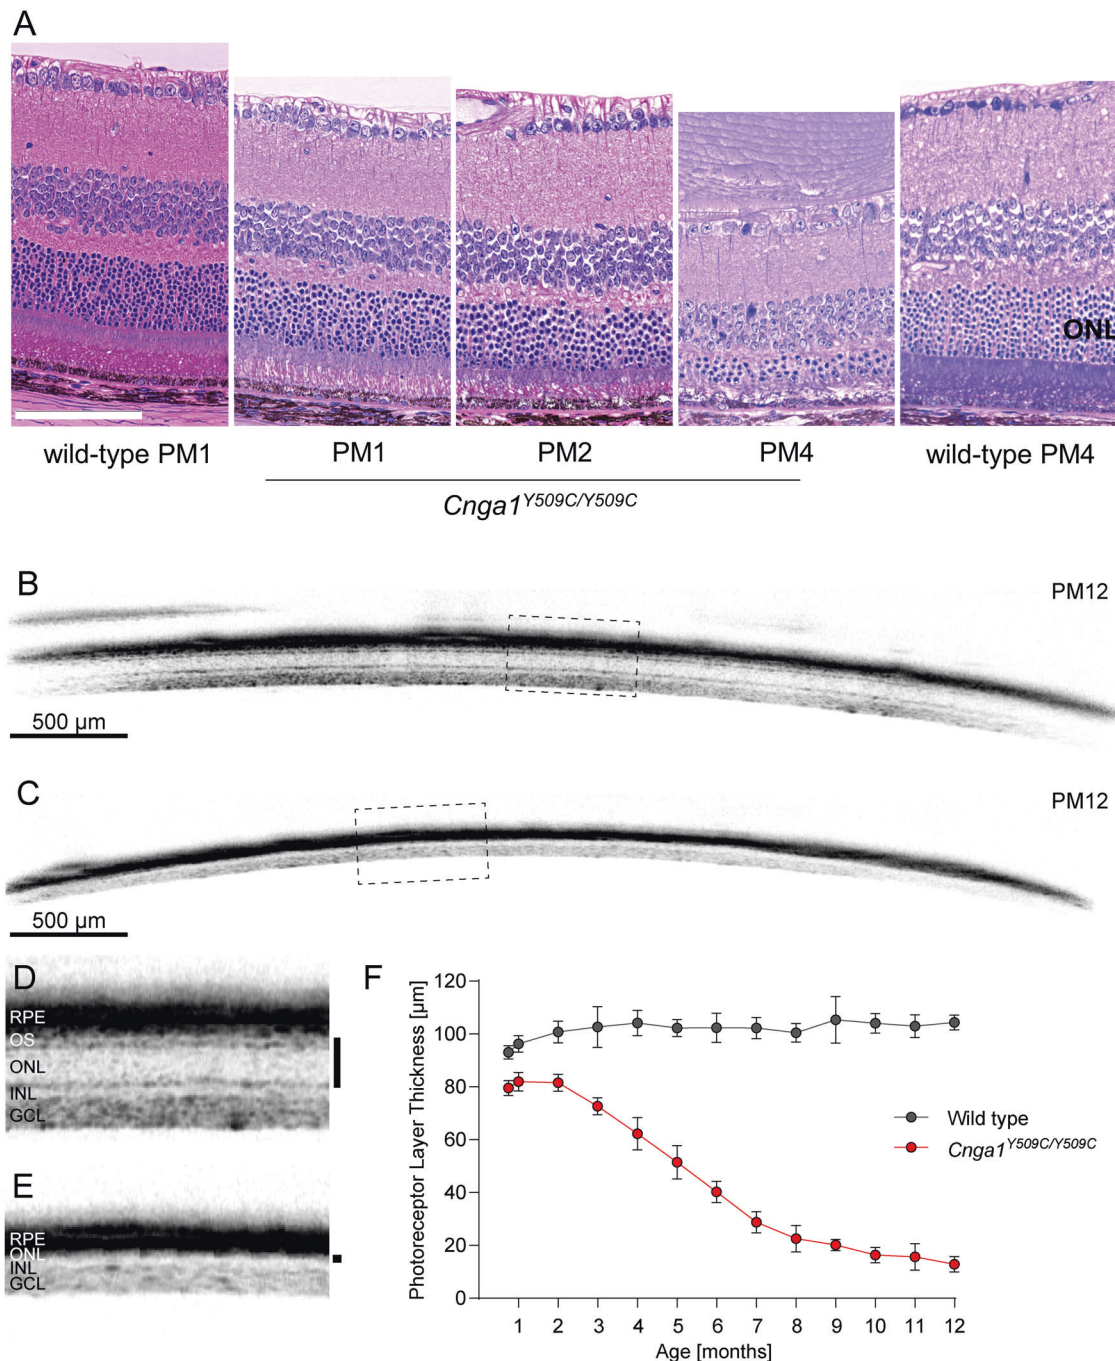 A
ONL
wild-type PM1
PM1
PM2
PM4
wild-type PM4
Cnga1Y509C/Y509C
B
PM12
500 µm
C
PM12
500 µm
D
RPE
OS
ONL
INL
GCL
E
RPE
ONL
INL
GCL
F
Photoreceptor Layer Thickness [µm]
120
100
80
60
40
20
0
1 2 3 4 5 6 7 8 9 10 11 12
Age [months]
Wild type
Cnga1Y509C/Y509C